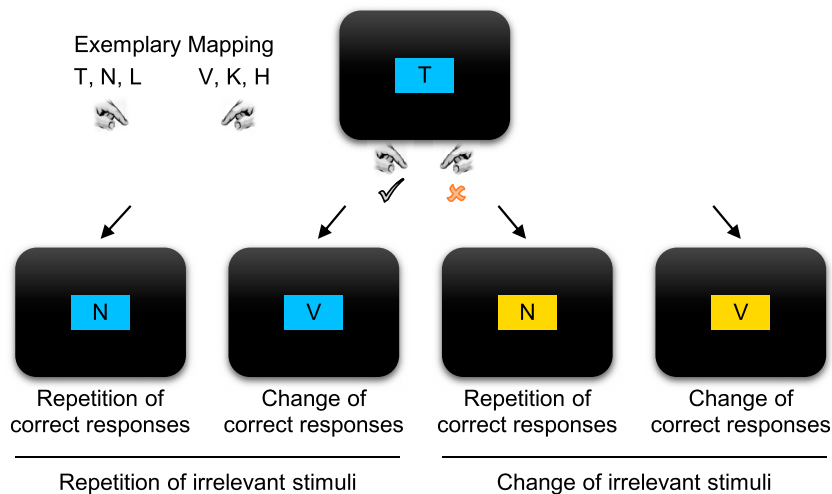 Exemplary Mapping
T, N, L V, K, H
T
N
V
N
V
Repetition of
correct responses
Change of
correct responses
Repetition of
correct responses
Change of
correct responses
Repetition of irrelevant stimuli
Change of irrelevant stimuli